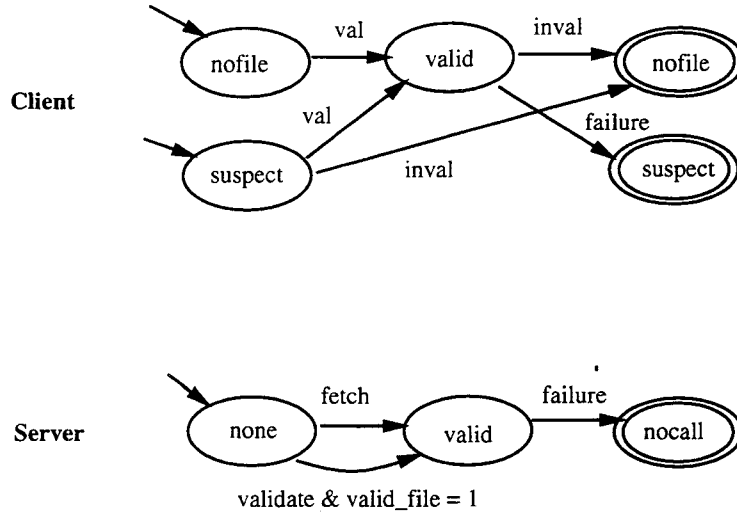 val
inval
nofile
valid
nofile
Client
val
failure
suspect
inval
suspect
fetch
failure
Server
none
valid
nocall
validate & valid_file = 1